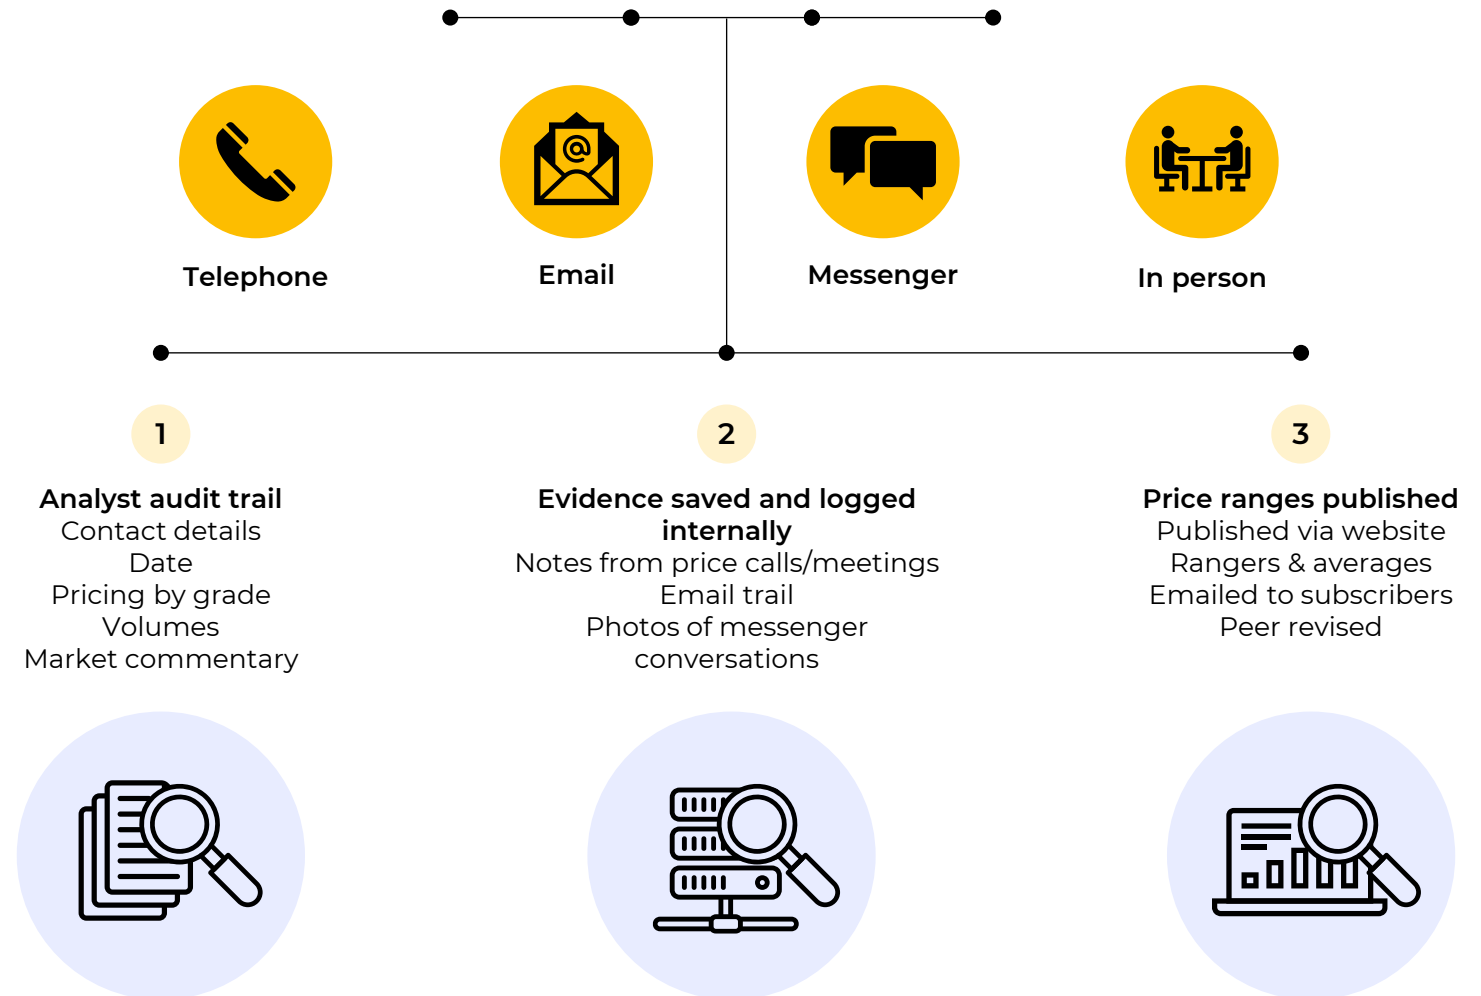 @
Telephone
Email
Messenger
In person
1
Analyst audit trail
Contact details
Date
Pricing by grade
Volumes
Market commentary
2
Evidence saved and logged
internally
Notes from price calls/meetings
Email trail
Photos of messenger
conversations
3
Price ranges published
Published via website
Rangers & averages
Emailed to subscribers
Peer revised